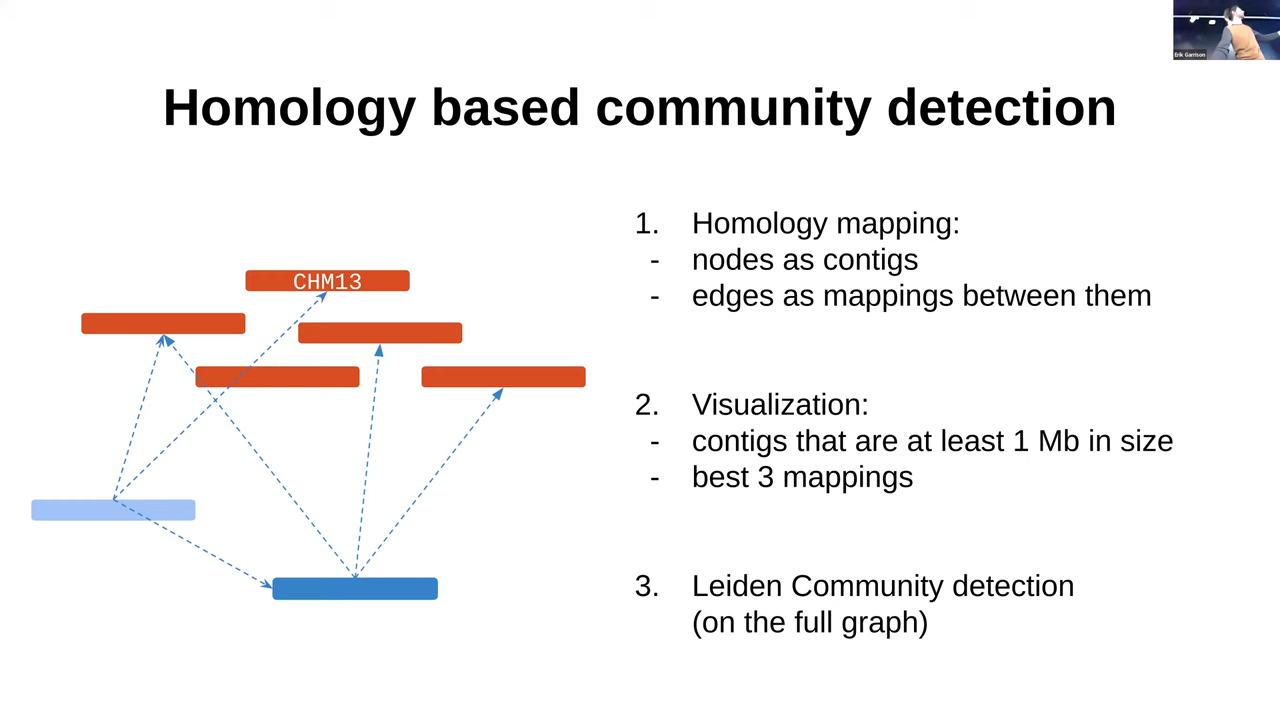 Erik Garrison
Homology based community detection
CHM13
1. Homology mapping:
- nodes as contigs
- edges as mappings between them
2. Visualization:
- contigs that are at least 1 Mb in size
- best 3 mappings
3. Leiden Community detection
(on the full graph)